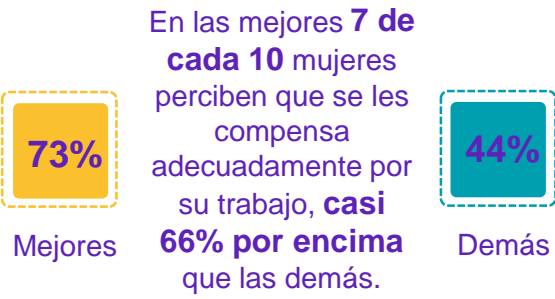 En las mejores 7 de
cada 10 mujeres
perciben que se les
compensa
adecuadamente por
su trabajo, casi
66% por encima
que las demás.
73%
Mejores
44%
Demás